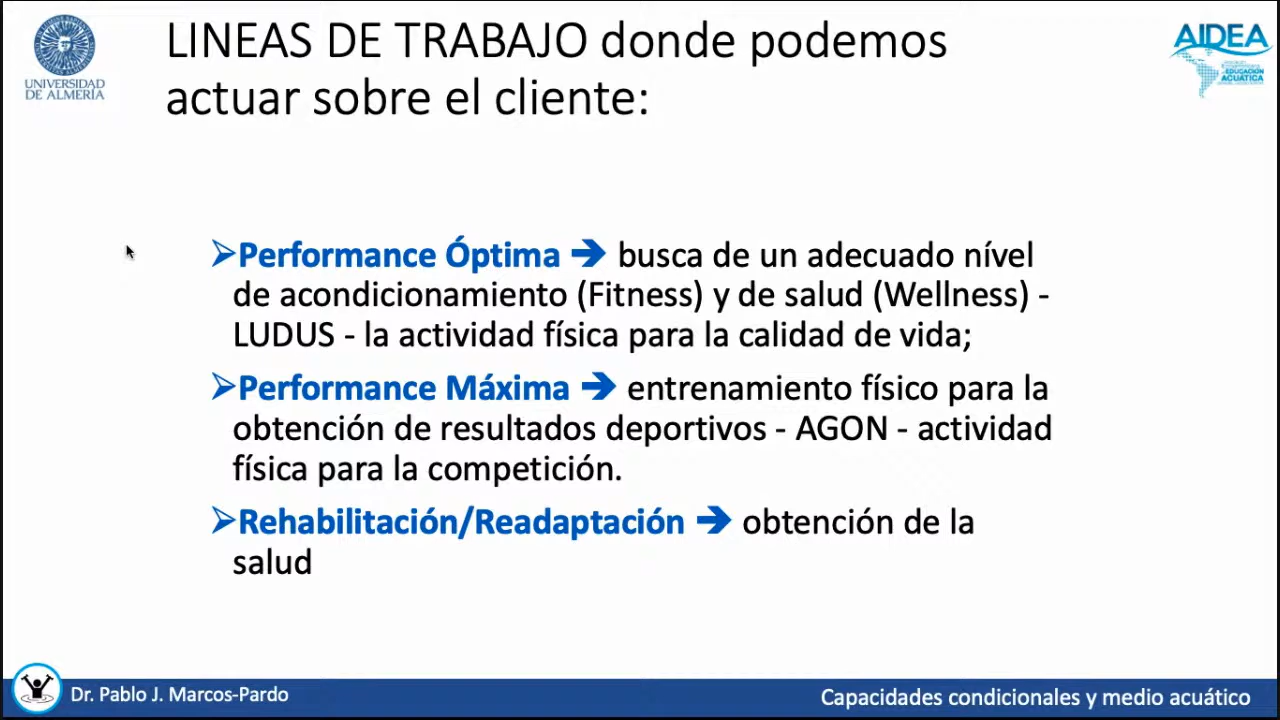 LINEAS DE TRABAJO donde podemos
actuar sobre el cliente:
UNIVERSIDAD
DE ALMERÍA
AIDEA
EDUCACIÓN
ACUÁTICA
➢Performance Óptima ➔ busca de un adecuado nível
de acondicionamiento (Fitness) y de salud (Wellness) -
LUDUS - la actividad física para la calidad de vida;
➢Performance Máxima ➔ entrenamiento físico para la
obtención de resultados deportivos - AGON - actividad
física para la competición.
➢Rehabilitación/Readaptación ➔ obtención de la
salud
Dr. Pablo J. Marcos-Pardo
Capacidades condicionales y medio acuático